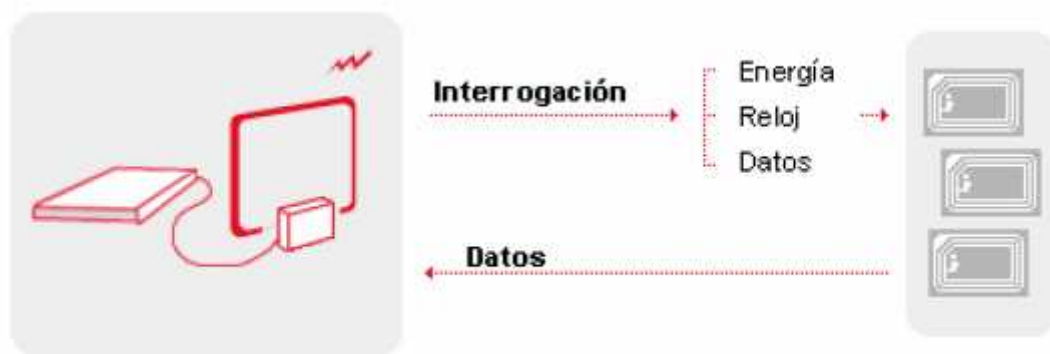 Interrogación
Energía
Reloj
Datos
Datos